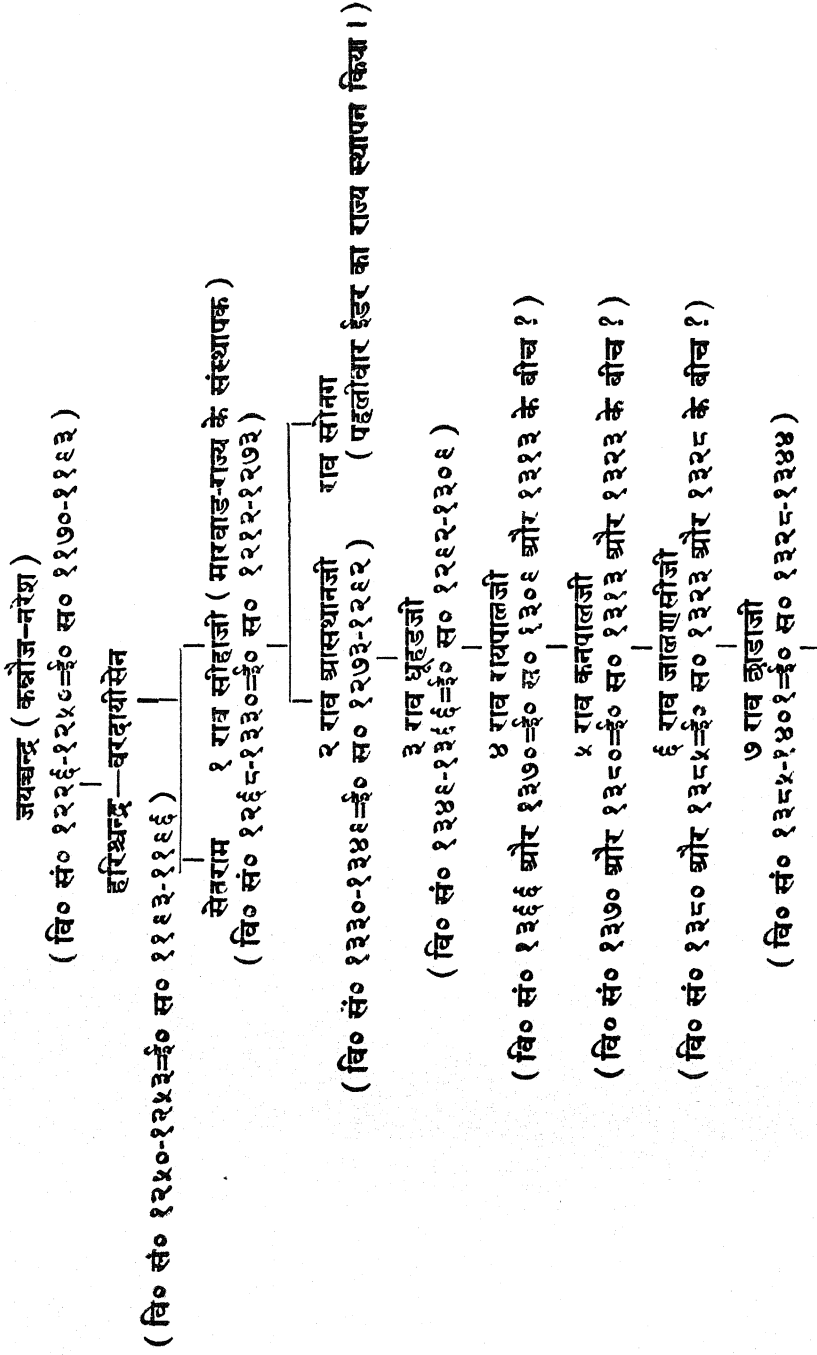 जयच्चन्द्र ( कन्नौज-नरेश )
( वि० सं० १२२६-१२५०=ई० स० ११७०-११९३ )
हरिश्चन्द्र—वरदायीसेन
( वि० सं० १२५०-१२५३=ई० स० ११९३-११९६ )
सेतराम १ राव सीहाजी ( मारवाड-राज्य के संस्थापक )
( वि० सं० १२६८-१३३०=ई० स० १२१२-१२७३ )
२ राव आसथानजी राव सोनग
( वि० सं० १३३०-१३४९=ई० स० १२७३-१२९२ ) ( पहलीवार ईडर का राज्य स्थापन किया । )
३ राव धूहडजी
( वि० सं० १३४९-१३६६=ई० स० १२९२-१३०९ )
४ राव रायपालजी
( वि० सं० १३६६ और १३७०=ई० स० १३०९ और १३१३ के बीच ? )
५ राव कनपालजी
( वि० सं० १३७० और १३८०=ई० स० १३१३ और १३२३ के बीच ? )
६ राव जालणसीजी
( वि० सं० १३८० और १३८५=ई० स० १३२३ और १३२८ के बीच ? )
७ राव छाडाजी
( वि० सं० १३८५-१४०१=ई० स० १३२८-१३४४ )